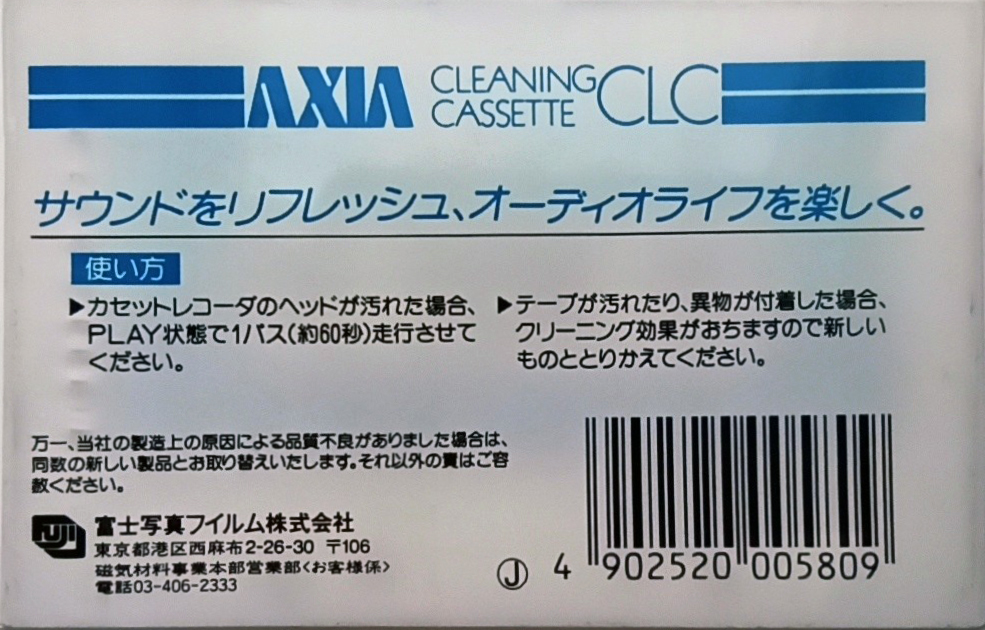 AXIA CLEANING CASSETTE CLC
サウンドをリフレッシュ、オーディオライフを楽しく。
使い方
▶カセットレコーダのヘッドが汚れた場合、
PLAY状態で1パス(約60秒)走行させて
ください。
▶テープが汚れたり、異物が付着した場合、
クリーニング効果がおちますので新しい
ものととりかえてください。
万一、当社の製造上の原因による品質不良がありました場合は、
同数の新しい製品とお取り替えいたします。それ以外の責はご容
赦ください。
FUJI
富士写真フイルム株式会社
東京都港区西麻布2-26-30 〒106
磁気材料事業本部営業部<お客様係>
電話03-406-2333
Ⓙ 4 902520 005809